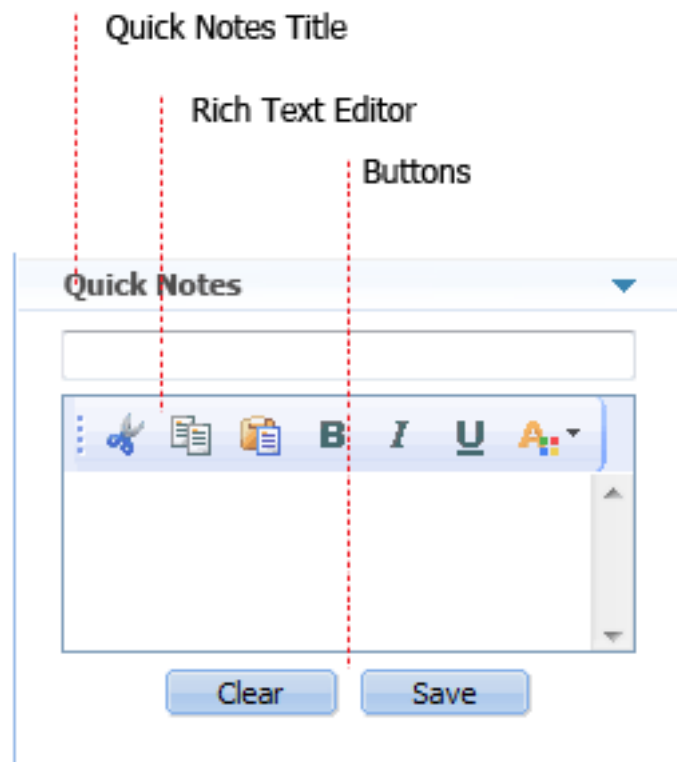 Quick Notes Title
Rich Text Editor
Buttons
Quick Notes
B I U A
Clear Save